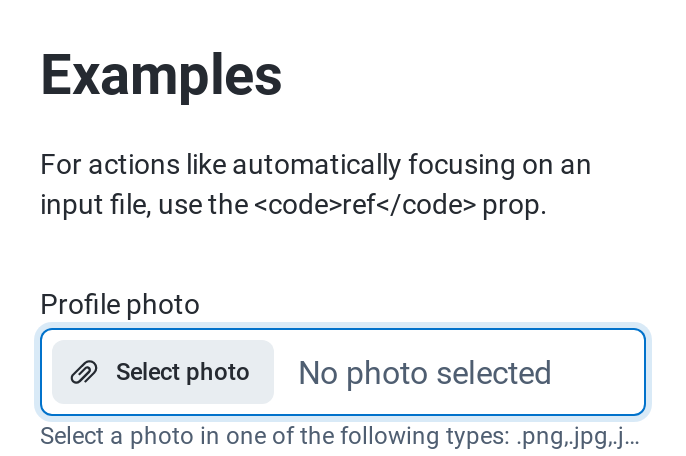 Examples
For actions like automatically focusing on an
input file, use the <code>ref</code> prop.
Profile photo
Select photo
No photo selected
Select a photo in one of the following types: .png,.jpg,.j…